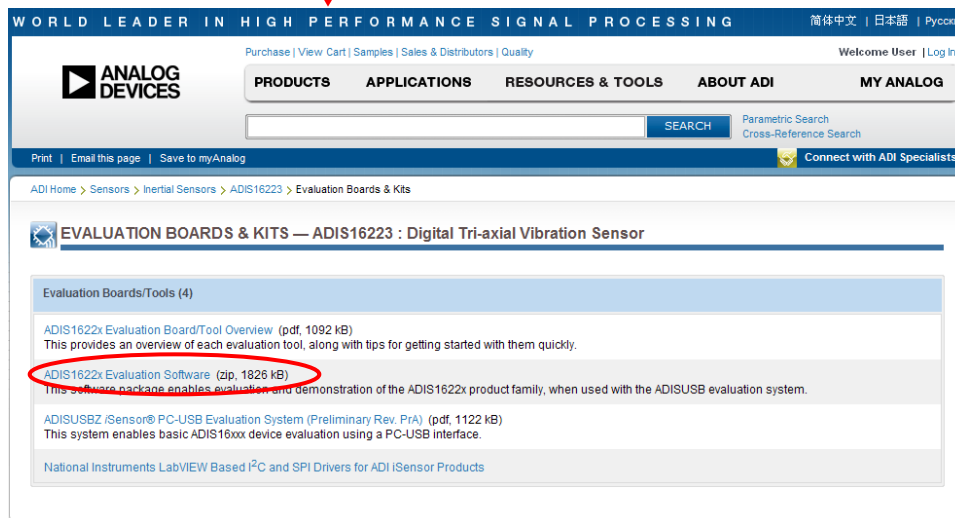 WORLD LEADER IN HIGH PERFORMANCE SIGNAL PROCESSING 简体中文 | 日本語 | Русск
Purchase | View Cart | Samples | Sales & Distributors | Quality Welcome User | Log In
ANALOG DEVICES
PRODUCTS APPLICATIONS RESOURCES & TOOLS ABOUT ADI MY ANALOG
SEARCH
Parametric Search
Cross-Reference Search
Print | Email this page | Save to myAnalog Connect with ADI Specialists
ADI Home > Sensors > Inertial Sensors > ADIS16223 > Evaluation Boards & Kits
EVALUATION BOARDS & KITS — ADIS16223 : Digital Tri-axial Vibration Sensor
Evaluation Boards/Tools (4)
ADIS1622x Evaluation Board/Tool Overview (pdf, 1092 kB)
This provides an overview of each evaluation tool, along with tips for getting started with them quickly.
ADIS1622x Evaluation Software (zip, 1826 kB)
This software package enables evaluation and demonstration of the ADIS1622x product family, when used with the ADISUSB evaluation system.
ADISUSBZ iSensor® PC-USB Evaluation System (Preliminary Rev. PrA) (pdf, 1122 kB)
This system enables basic ADIS16xxx device evaluation using a PC-USB interface.
National Instruments LabVIEW Based I²C and SPI Drivers for ADI iSensor Products